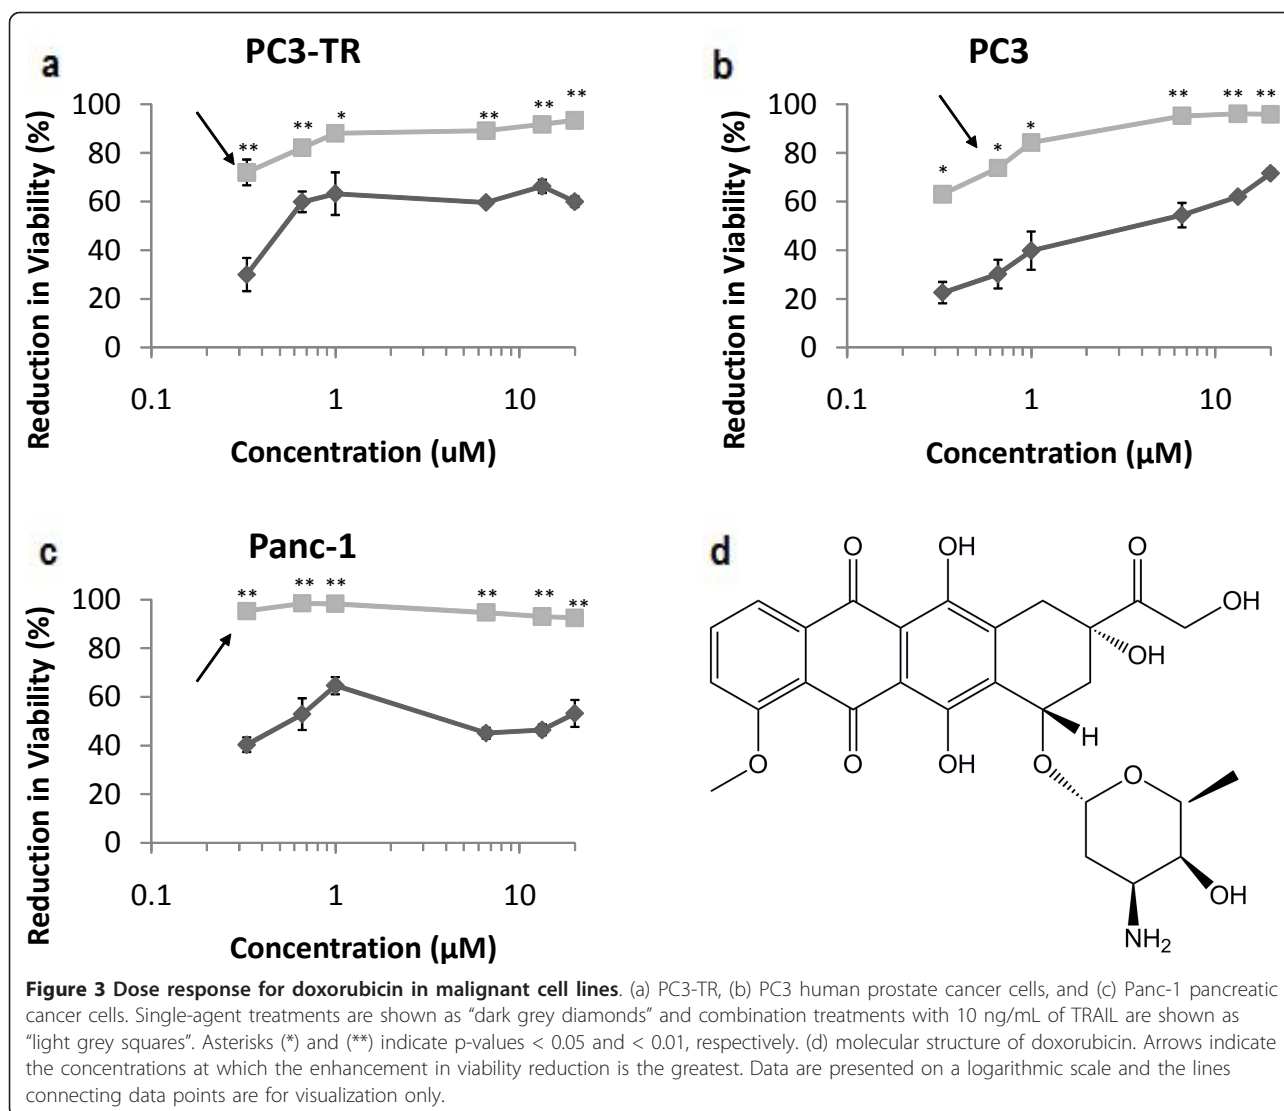 a
PC3-TR
Reduction in Viability (%)
100
80
60
40
20
0
** ** * ** ** **
0.1 1 10
Concentration (uM)
b
PC3
Reduction in Viability (%)
100
80
60
40
20
0
* * * ** ** **
0.1 1 10
Concentration (μM)
c
Panc-1
Reduction in Viability (%)
100
80
60
40
20
0
** ** ** ** ** **
0.1 1 10
Concentration (μM)
d
O OH O
OH
OH
H
O O OH O
O
OH
NH2
Figure 3 Dose response for doxorubicin in malignant cell lines. (a) PC3-TR, (b) PC3 human prostate cancer cells, and (c) Panc-1 pancreatic
cancer cells. Single-agent treatments are shown as “dark grey diamonds” and combination treatments with 10 ng/mL of TRAIL are shown as
“light grey squares”. Asterisks (*) and (**) indicate p-values < 0.05 and < 0.01, respectively. (d) molecular structure of doxorubicin. Arrows indicate
the concentrations at which the enhancement in viability reduction is the greatest. Data are presented on a logarithmic scale and the lines
connecting data points are for visualization only.